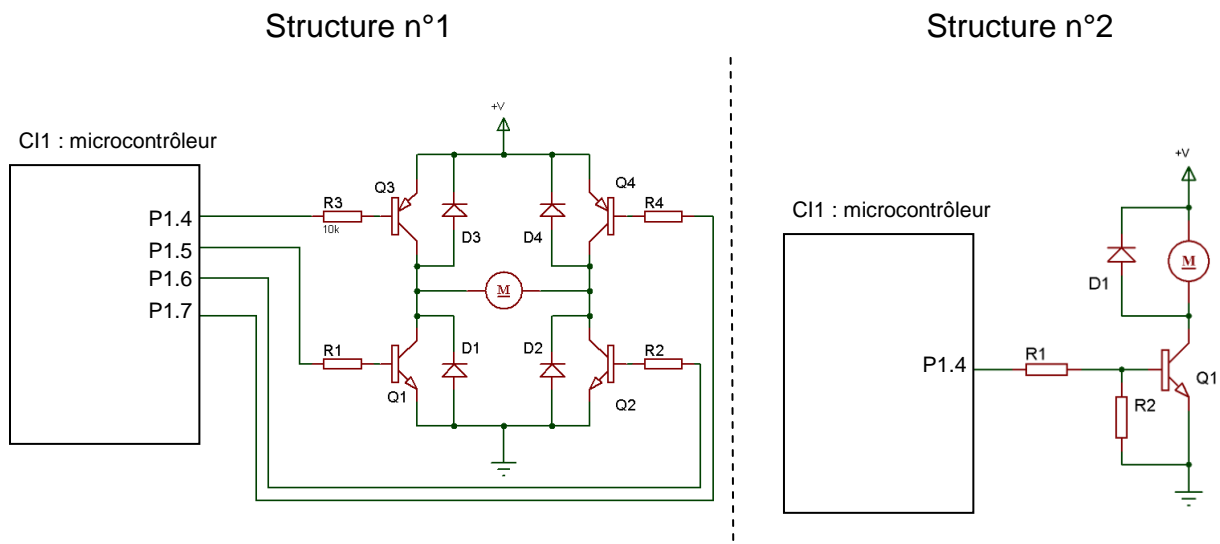 Structure n°1
CI1 : microcontrôleur
P1.4
P1.5
P1.6
P1.7
+V
Q3
R3
10k
D3
D4
Q4
R4
M
R1
Q1
D1
D2
R2
Q2
Structure n°2
CI1 : microcontrôleur
P1.4
+V
D1
M
R1
R2
Q1